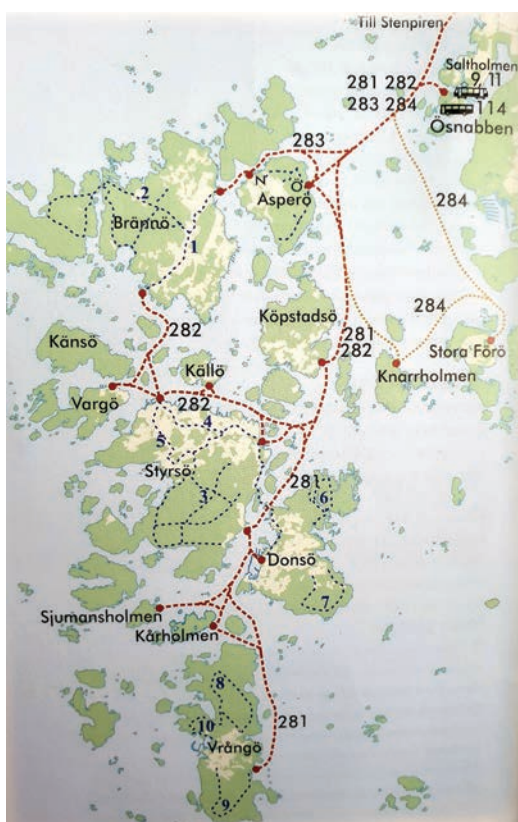 Till Stenpiren
Saltholmen
9, 11
281 282
283 284
114
Ösnabben
283
N
Ö
Asperö
2
Brännö
1
284
282
Köpstadsö
281
282
284
Stora Förö
Knarrholmen
Känsö
Källö
Vargö
282
4
5
Styrsö
3
281
6
Donsö
7
Sjumansholmen
Kårholmen
8
281
10
Vrångö
9